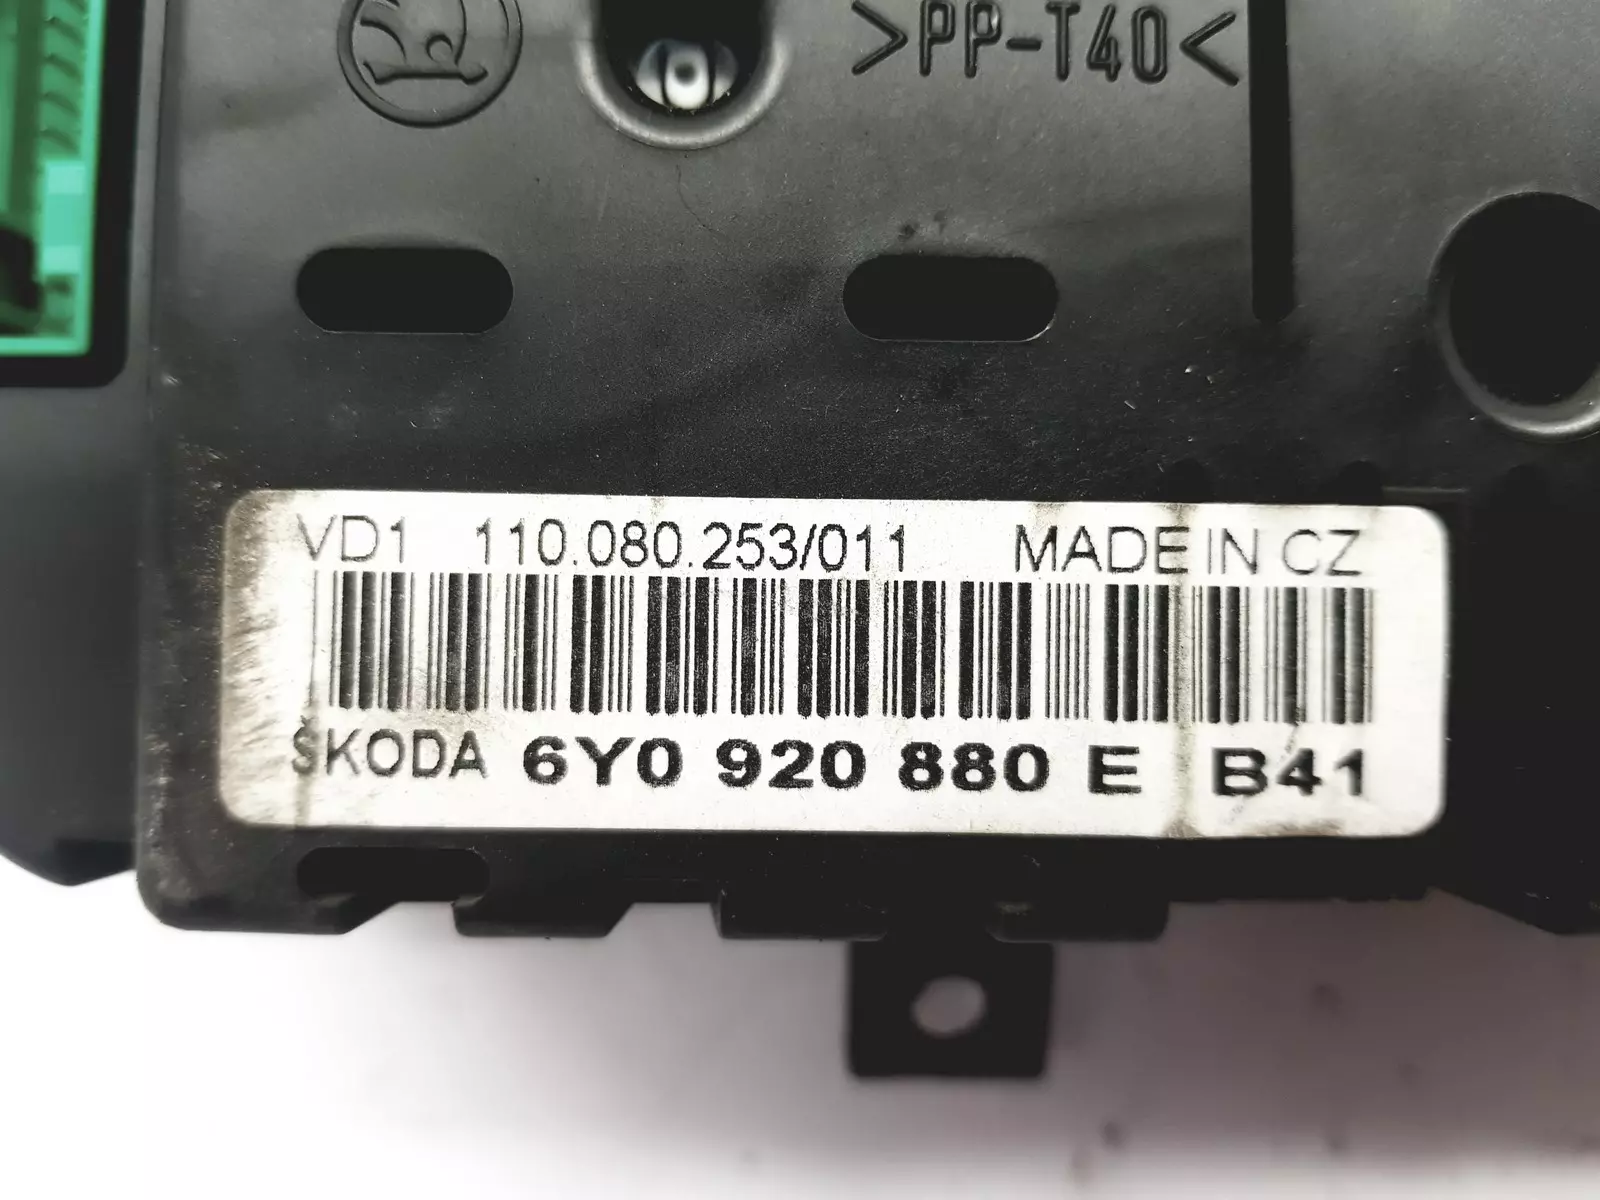 >PP-T40<
VD1 110.080.253/011 MADE IN CZ
ŠKODA 6Y0 920 880 E B41